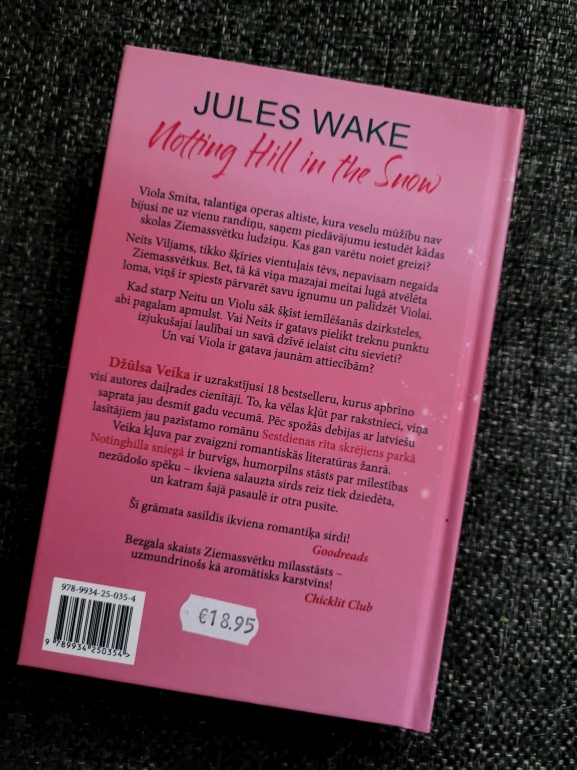 JULES WAKE
Notting Hill in the Snow
Viola Smita, talantīga operas altiste, kura veselu mūžību nav
bijusi ne uz vienu randiņu, saņem piedāvājumu iestudēt kādas
skolas Ziemassvētku ludziņu. Kas gan varētu noiet greizi?
Neits Viljams, tikko šķīries vientuļais tēvs, nepavisam negaida
Ziemassvētkus. Bet, tā kā viņa mazajai meitai lugā atvēlēta
loma, viņš ir spiests pārvarēt savu īgnumu un palīdzēt Violai.
Kad starp Neitu un Violu sāk šķīst iemīlēšanās dzirksteles,
abi pagalam apmulst. Vai Neits ir gatavs pielikt treknu punktu
izjukušajai laulībai un savā dzīvē ielaist citu sievieti?
Un vai Viola ir gatava jaunām attiecībām?
Džūlsa Veika ir uzrakstījusi 18 bestselleru, kurus apbrīno
visi autores daiļrades cienītāji. To, ka vēlas kļūt par rakstnieci, viņa
saprata jau desmit gadu vecumā. Pēc spožās debijas ar latviešu
lasītājiem jau pazīstamo romānu Sestdienas rīta skrējiens parkā
Veika kļuva par zvaigzni romantiskās literatūras žanrā.
Notinghilla sniegā ir burvīgs, humorpilns stāsts par mīlestības
nezūdošo spēku – ikviena salauzta sirds reiz tiek dziedēta,
un katram šajā pasaulē ir otra pusīte.
Šī grāmata sasildīs ikviena romantiķa sirdi!
Goodreads
Bezgala skaists Ziemassvētku mīlasstāsts –
uzmundrinošs kā aromātisks karstvīns!
Chicklit Club
978-9934-25-035-4
9 789934 250354
€18.95